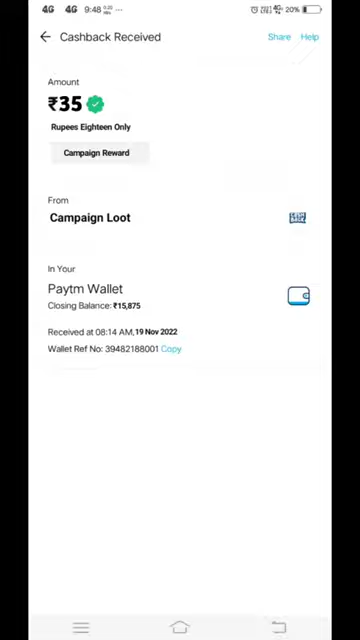 4G 4G 9:48 ...
20%
Cashback Received Share Help
Amount
₹35
Rupees Eighteen Only
Campaign Reward
From
Campaign Loot
In Your
Paytm Wallet
Closing Balance: ₹15,875
Received at 08:14 AM, 19 Nov 2022
Wallet Ref No: 39482188001 Copy